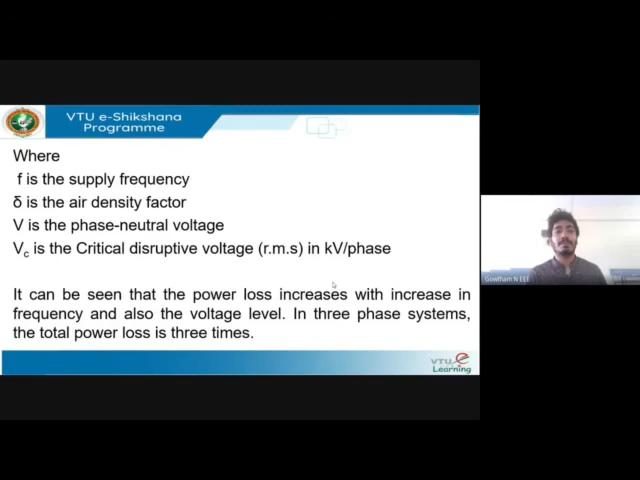 VTU e-Shikshana
Programme
Where
f is the supply frequency
δ is the air density factor
V is the phase-neutral voltage
Vc is the Critical disruptive voltage (r.m.s) in kV/phase
It can be seen that the power loss increases with increase in
frequency and also the voltage level. In three phase systems,
the total power loss is three times.
VTU e
Learning
Gowtham N EEE